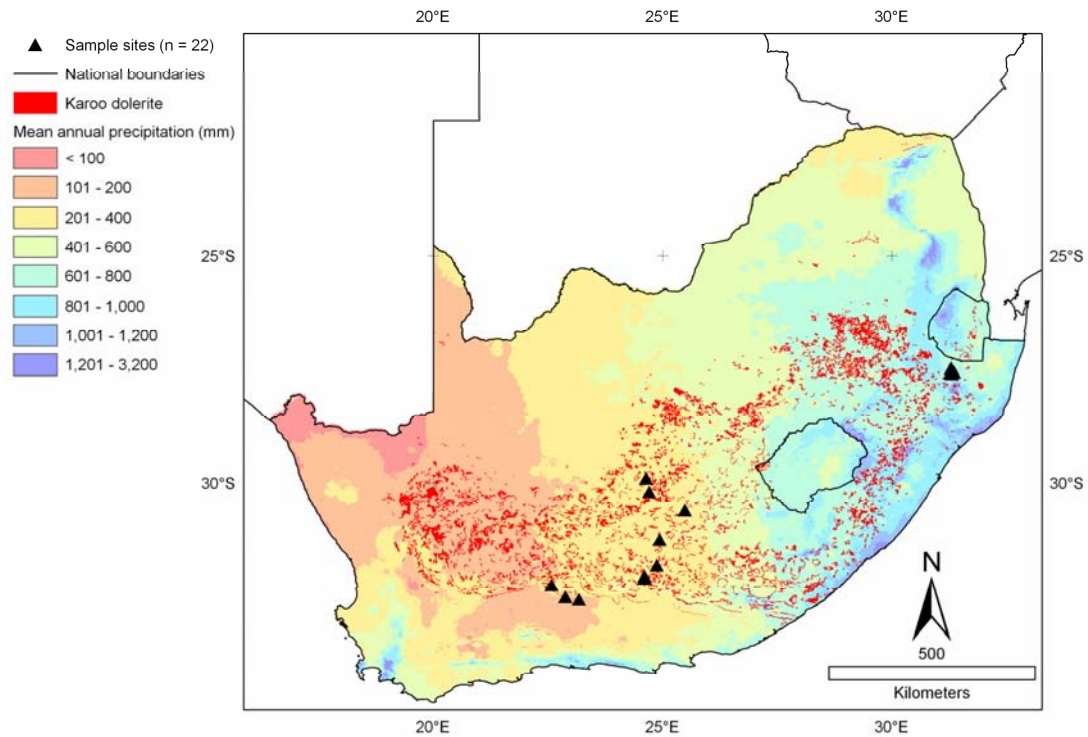 20°E 25°E 30°E
Sample sites (n = 22)
National boundaries
Karoo dolerite
Mean annual precipitation (mm)
< 100
101 - 200
201 - 400
401 - 600
601 - 800
801 - 1,000
1,001 - 1,200
1,201 - 3,200
25°S 25°S
30°S 30°S
N
500
Kilometers
20°E 25°E 30°E